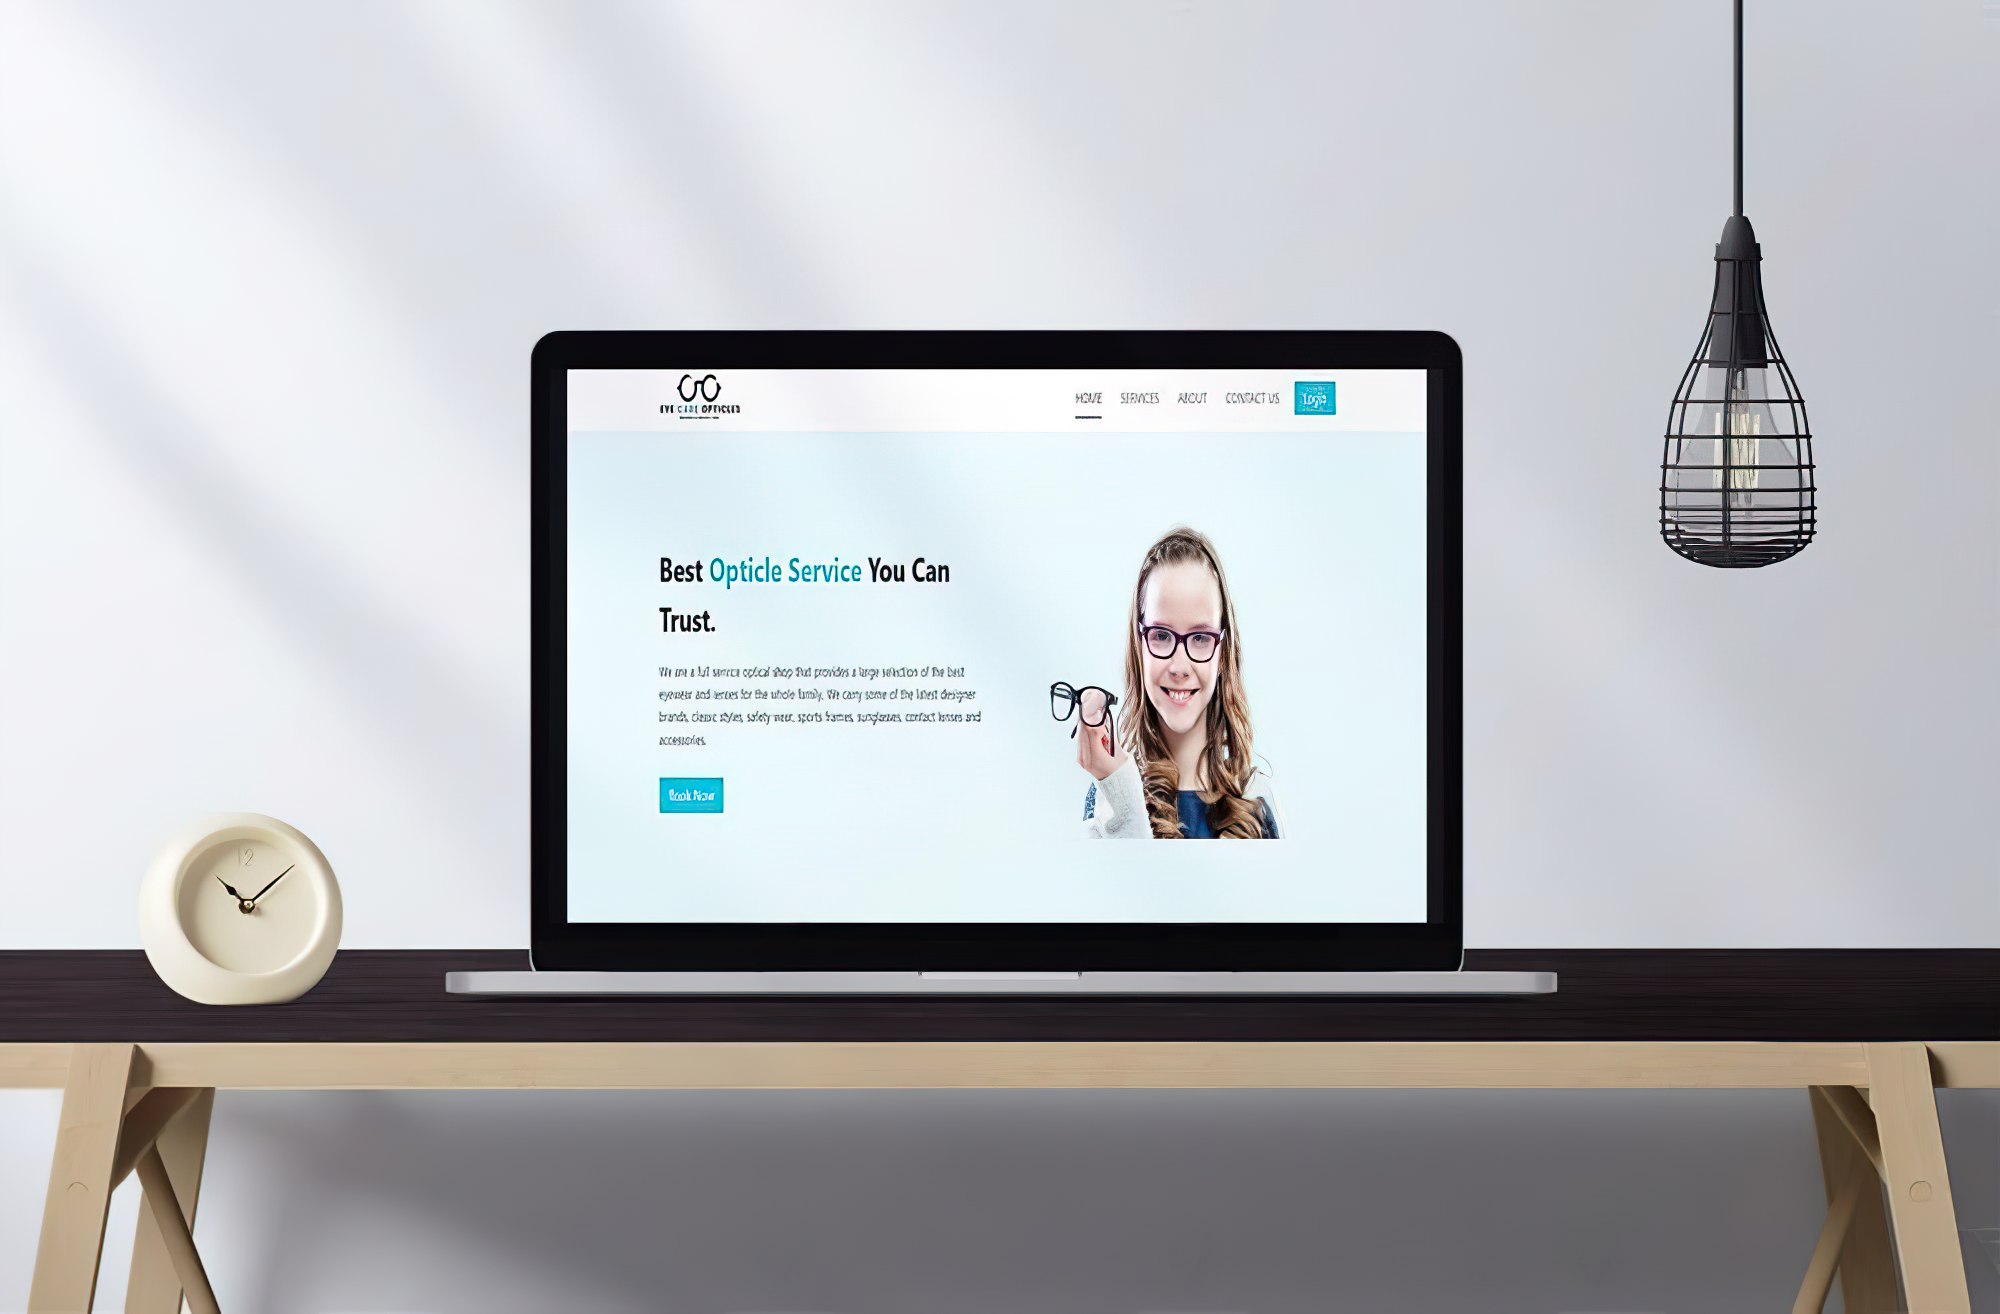 EYE CARE OPTICLES
HOME SERVICES ABOUT CONTACT US Login
Best Opticle Service You Can
Trust.
We are a full service optical shop that provides a large selection of the best
eyewear and lenses for the whole family. We carry some of the latest designer
brands, classic styles, safety wear, sports frames, sunglasses, contact lenses and
accessories.
Book Now
12